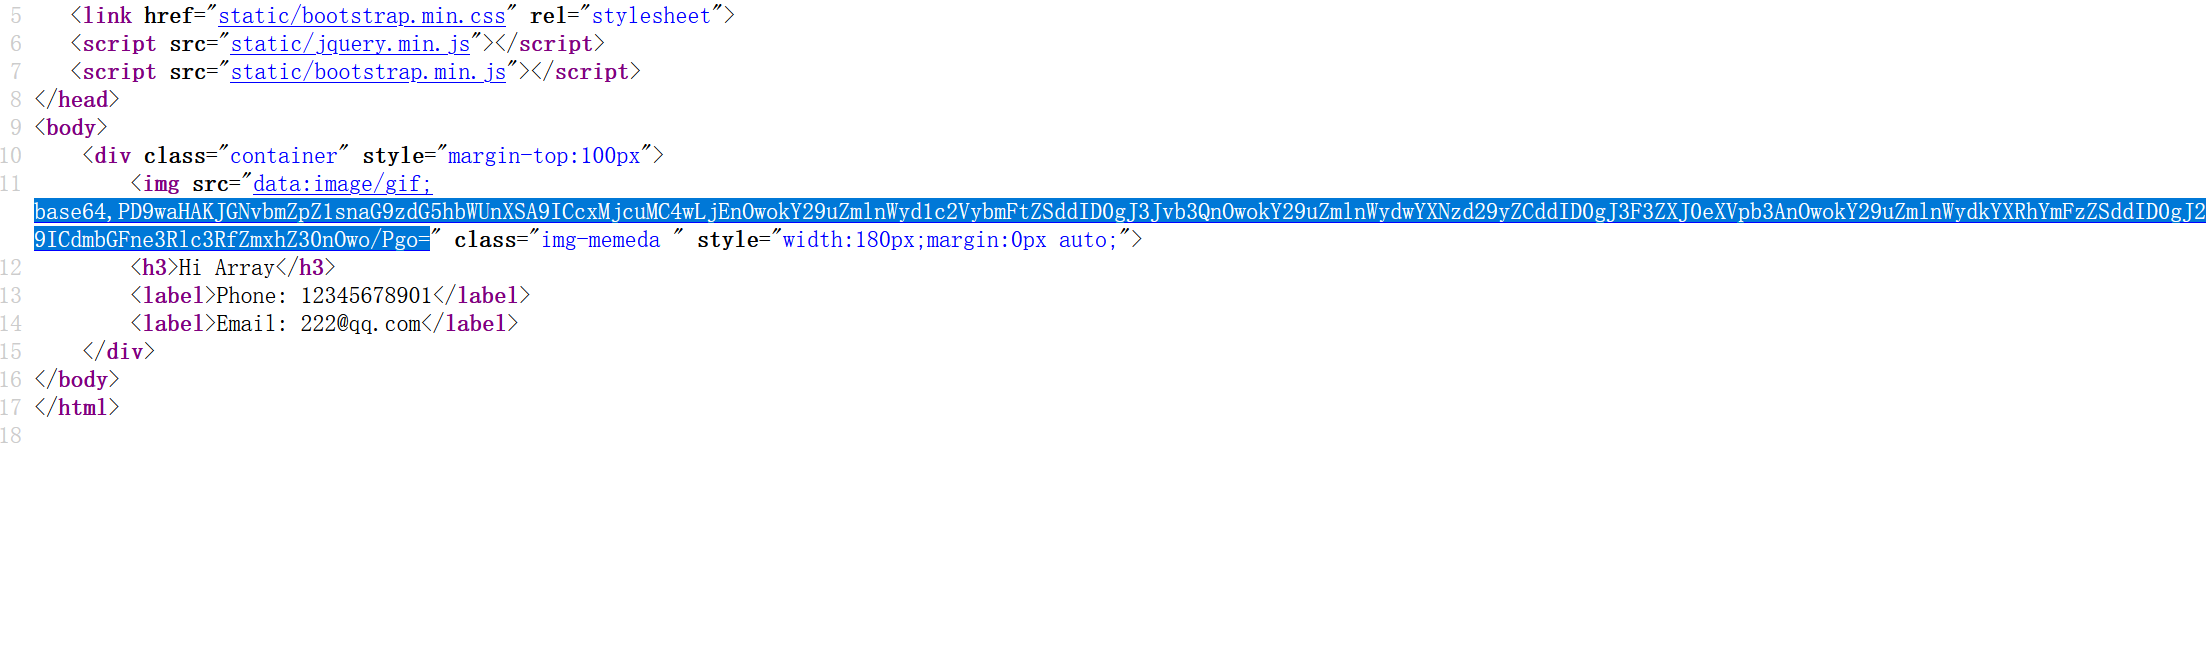 5 <link href="static/bootstrap.min.css" rel="stylesheet">
6 <script src="static/jquery.min.js"></script>
7 <script src="static/bootstrap.min.js"></script>
8 </head>
9 <body>
10 <div class="container" style="margin-top:100px">
11 <img src="data:image/gif;
base64,PD9waHAKJGNvbmZpZ1snaG9zdG5hbWUnXSA9ICcxMjcuMC4wLjEnOwokY29uZmlnWyd1c2VybmFtZSddID0gJ3Jvb3QnOwokY29uZmlnWydwYXNzd29yZCddID0gJ3F3ZXJ0eXVpb3AnOwokY29uZmlnWydkYXRhYmFzZSddID0gJ2
9ICdmbGFne3Rlc3RfZmxhZ30nOwo/Pgo=" class="img-memeda " style="width:180px;margin:0px auto;">
12 <h3>Hi Array</h3>
13 <label>Phone: 12345678901</label>
14 <label>Email: 222@qq.com</label>
15 </div>
16 </body>
17 </html>
18